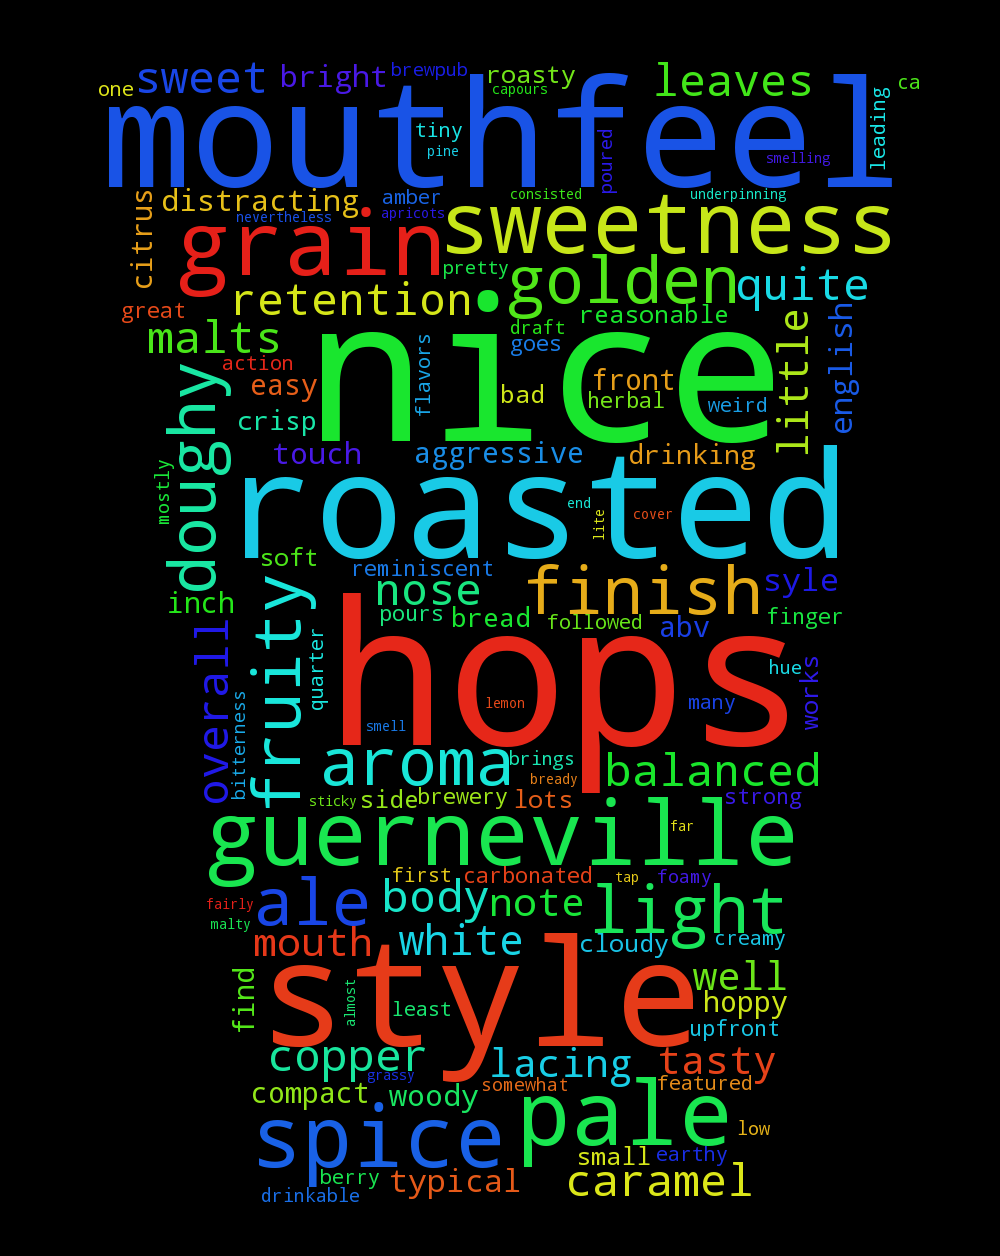 sweet bright brewpub roasty leaves ca
one capours
mouthfeel
tiny
pine
poured
smelling
leading
citrus
distracting amber consisted underpinning
nevertheless apricots
grain sweetness
pretty golden quite
retention
great draft reasonable
malts goes
little
english
action flavors
easy bad front
herbal weird
doughy
crisp
touch aggressive drinking
mostly
roasted
end
lite
cover
soft
reminiscent
nose finish syle
inch pours bread followed abv finger
fruity
overall
quarter
hops
hue
works
bitterness
lemon many
smell
aroma brings balanced
bready
sticky side brewery lots strong
guerneville
far
first carbonated tap foamy
ale body note light
fairly
malty
mouth white cloudy creamy
style
well
find
almost
least hoppy
upfront
copper lacing tasty
grassy somewhat featured
compact woody
spice pale
low
small earthy
berry typical caramel
drinkable